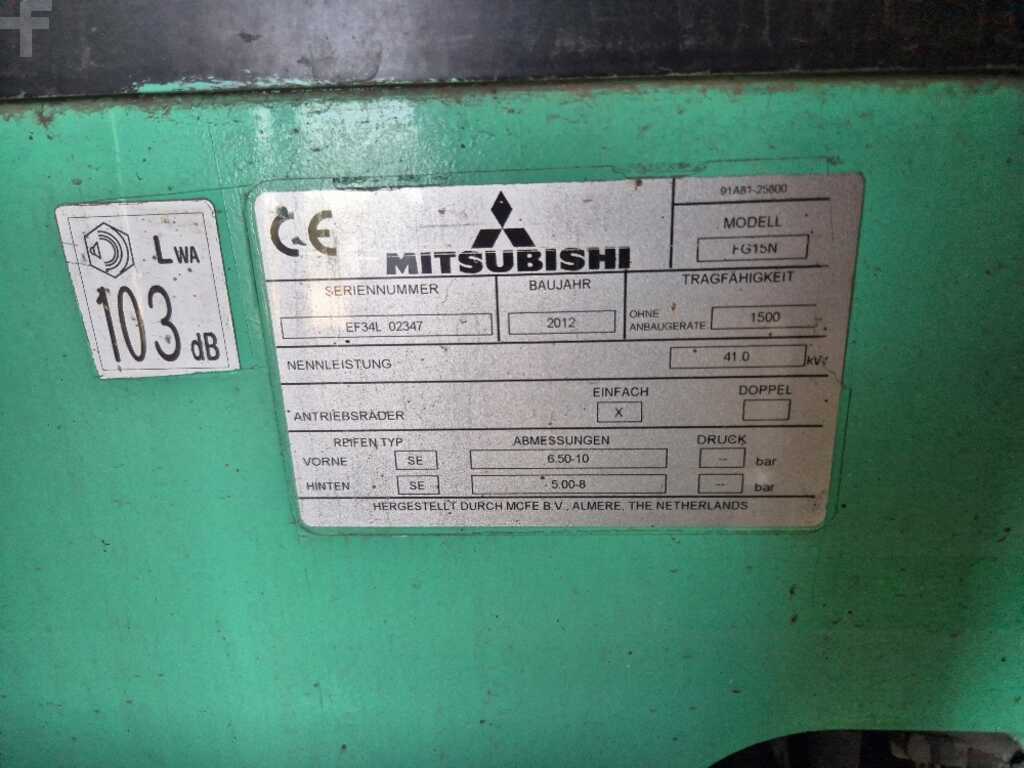 LWA
103 dB
CE
MITSUBISHI
91A81-25800
MODELL
FG15N
SERIENNUMMER
BAUJAHR
TRAGFÄHIGKEIT
EF34L 02347
2012
OHNE ANBAUGERÄTE
1500
NENNLEISTUNG
41.0 kW
EINFACH
DOPPEL
ANTRIEBSRÄDER
X
REIFEN TYP
ABMESSUNGEN
DRUCK
VORNE SE 6.50-10 -- bar
HINTEN SE 5.00-8 -- bar
HERGESTELLT DURCH MCFE B.V., ALMERE, THE NETHERLANDS